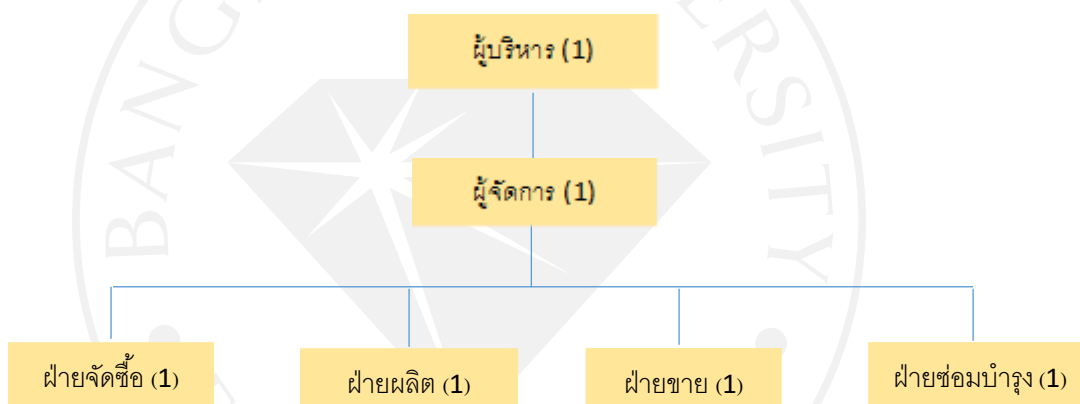 ผู้บริหาร (1)
ผู้จัดการ (1)
ฝ่ายจัดซื้อ (1)
ฝ่ายผลิต (1)
ฝ่ายขาย (1)
ฝ่ายซ่อมบำรุง (1)